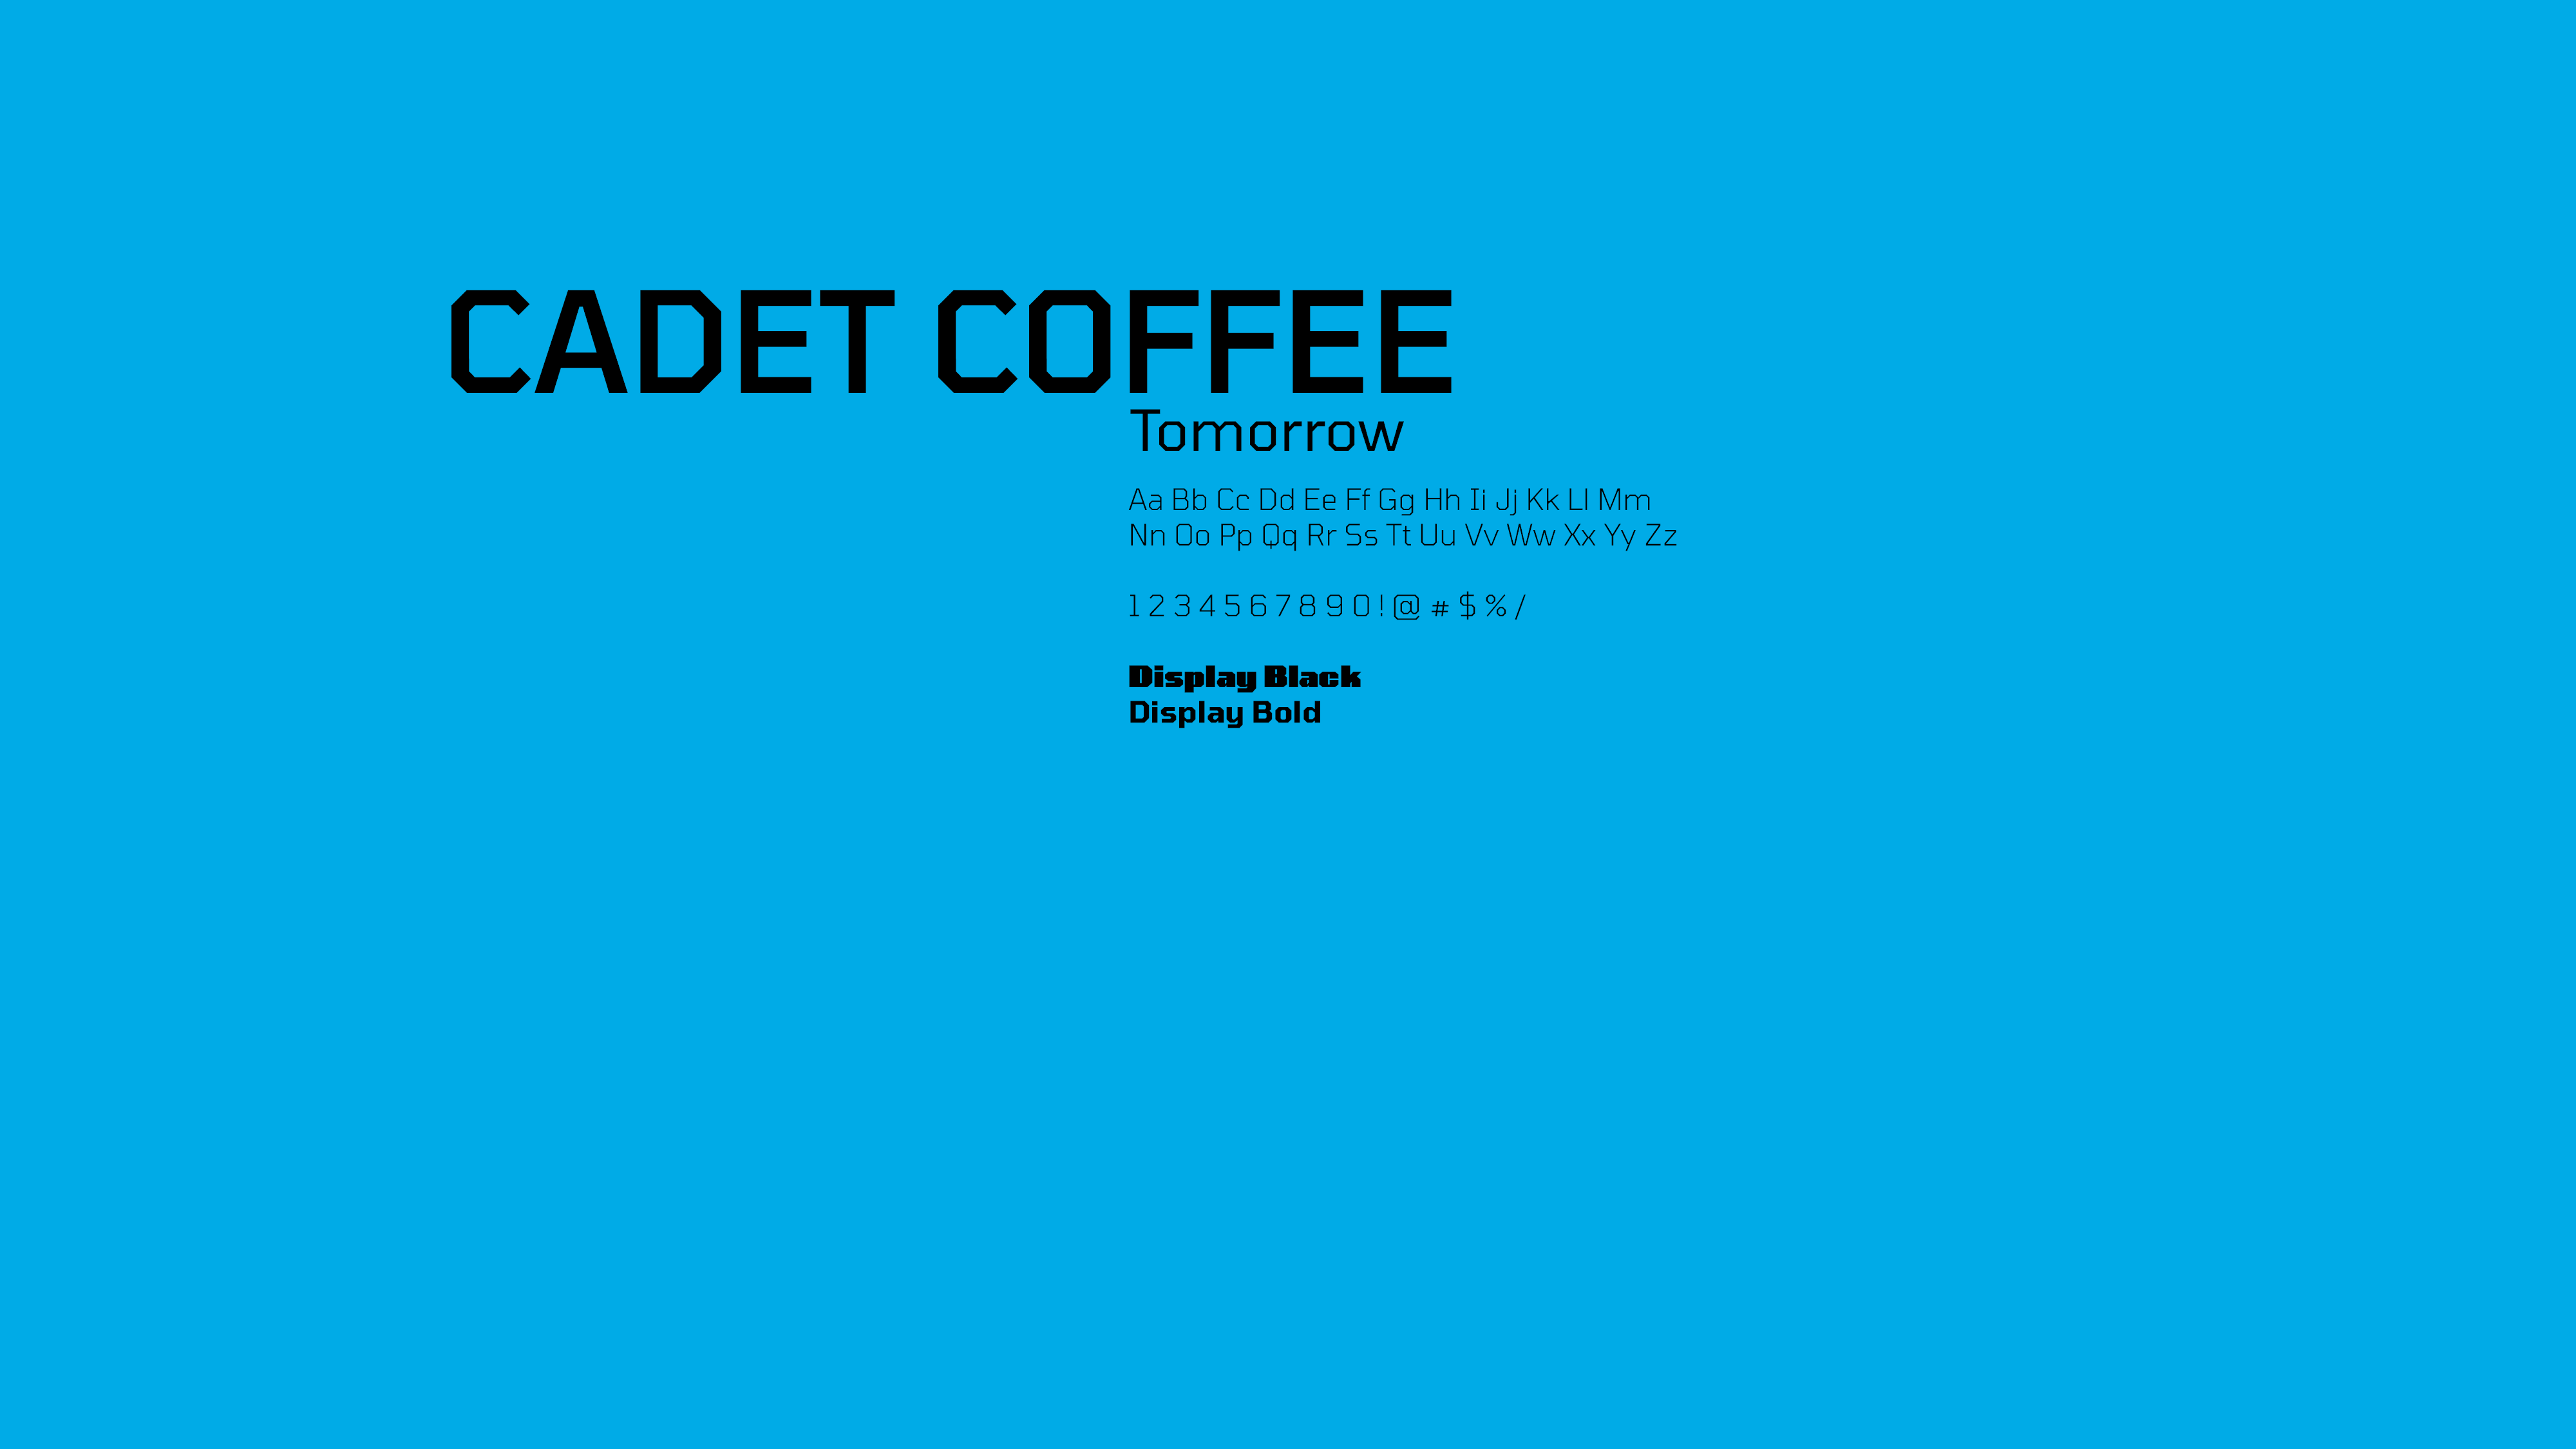 CADET COFFEE
Tomorrow
Aa Bb Cc Dd Ee Ff Gg Hh Ii Jj Kk Ll Mm
Nn Oo Pp Qq Rr Ss Tt Uu Vv Ww Xx Yy Zz
1 2 3 4 5 6 7 8 9 0 ! @ # $ % /
Display Black
Display Bold